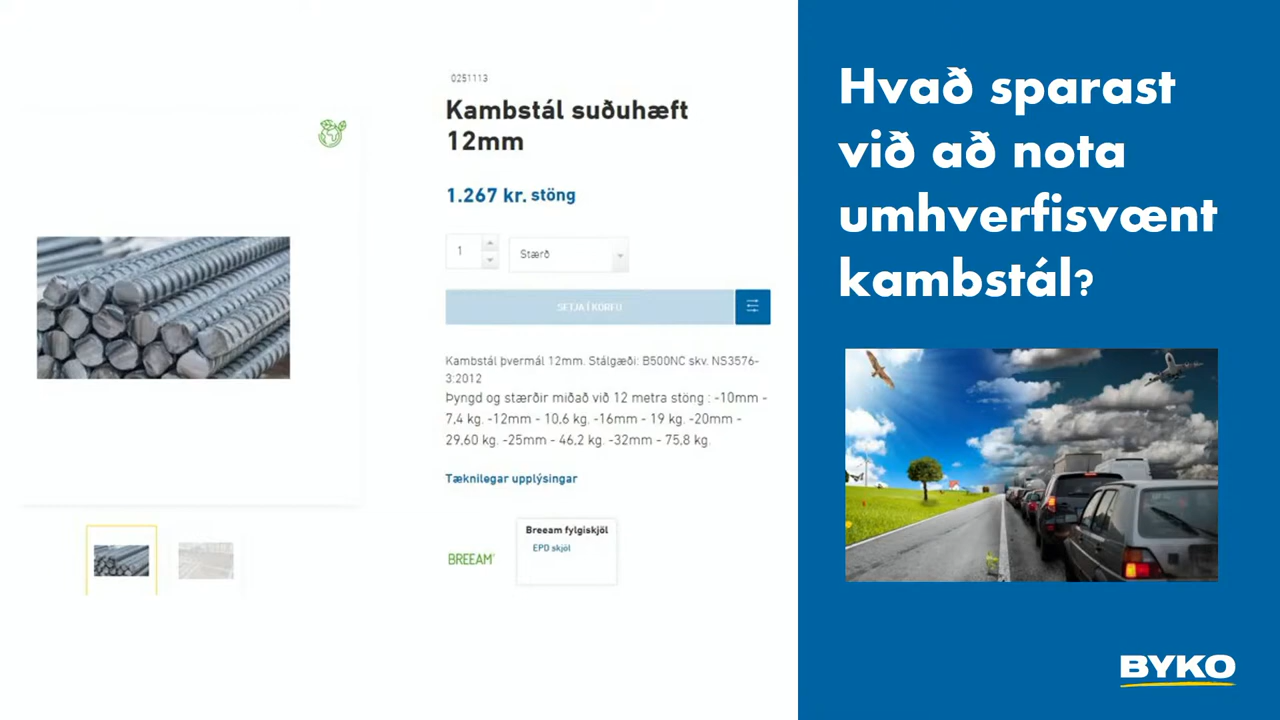 0251113
Kambstál suðuhæft
12mm
1.267 kr. stöng
1
Stærð
SETJA Í KÖRFU
Kambstál þvermál 12mm. Stálgæði: B500NC skv. NS3576-
3:2012
Þyngd og stærðir miðað við 12 metra stöng : -10mm -
7,4 kg. -12mm - 10,6 kg. -16mm - 19 kg. -20mm -
29,60 kg. -25mm - 46,2 kg. -32mm - 75,8 kg.
Tæknilegar upplýsingar
BREEAM®
Breeam fylgiskjöl
EPD skjöl
Hvað sparast
við að nota
umhverfisvænt
kambstál?
BYKO